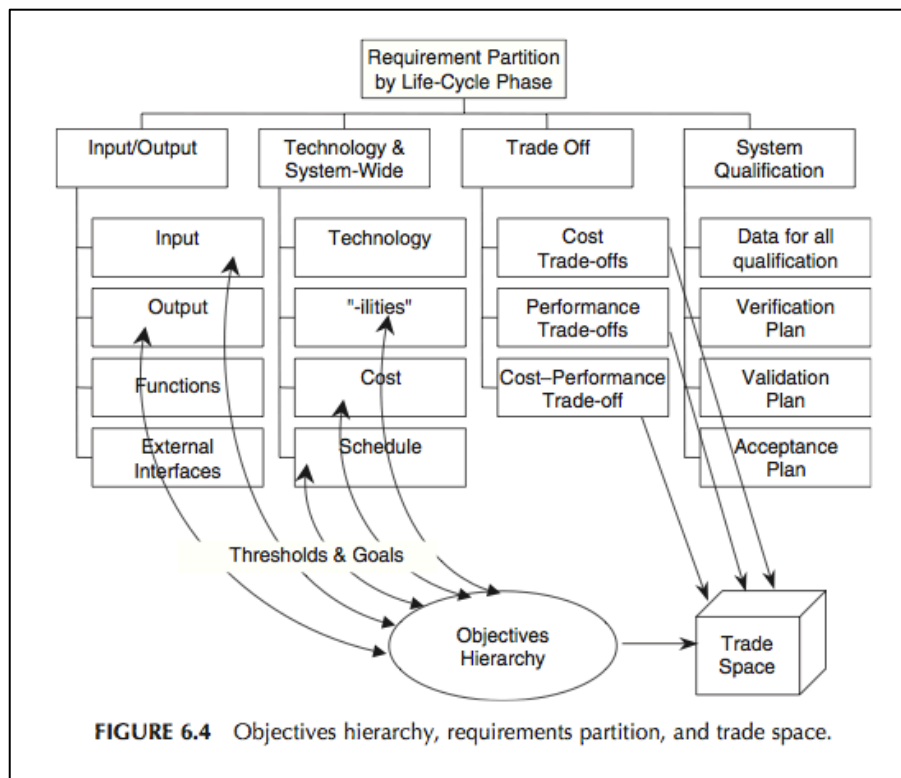 Requirement Partition
by Life-Cycle Phase
Input/Output
Technology &
System-Wide
Trade Off
System
Qualification
Input
Technology
Cost
Trade-offs
Data for all
qualification
Output
"-ilities"
Performance
Trade-offs
Verification
Plan
Functions
Cost
Cost–Performance
Trade-off
Validation
Plan
External
Interfaces
Schedule
Acceptance
Plan
Thresholds & Goals
Objectives
Hierarchy
Trade
Space
FIGURE 6.4 Objectives hierarchy, requirements partition, and trade space.